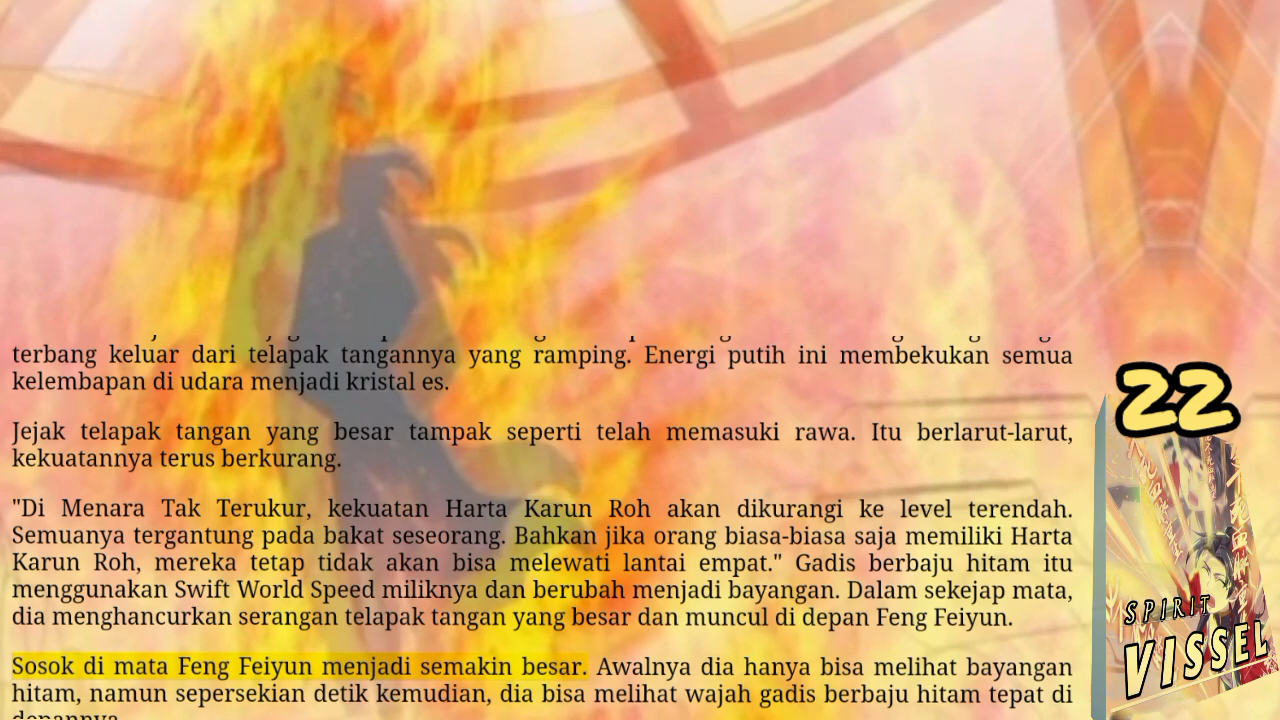 terbang keluar dari telapak tangannya yang ramping. Energi putih ini membekukan semua
kelembapan di udara menjadi kristal es.
Jejak telapak tangan yang besar tampak seperti telah memasuki rawa. Itu berlarut-larut,
kekuatannya terus berkurang.
"Di Menara Tak Terukur, kekuatan Harta Karun Roh akan dikurangi ke level terendah.
Semuanya tergantung pada bakat seseorang. Bahkan jika orang biasa-biasa saja memiliki Harta
Karun Roh, mereka tetap tidak akan bisa melewati lantai empat." Gadis berbaju hitam itu
menggunakan Swift World Speed miliknya dan berubah menjadi bayangan. Dalam sekejap mata,
dia menghancurkan serangan telapak tangan yang besar dan muncul di depan Feng Feiyun.
Sosok di mata Feng Feiyun menjadi semakin besar. Awalnya dia hanya bisa melihat bayangan
hitam, namun sepersekian detik kemudian, dia bisa melihat wajah gadis berbaju hitam tepat di
22
SPIRIT
VISSEL